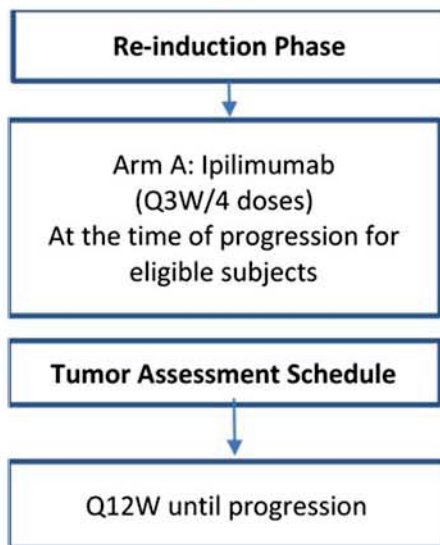 Re-induction Phase
Arm A: Ipilimumab
(Q3W/4 doses)
At the time of progression for
eligible subjects
Tumor Assessment Schedule
Q12W until progression